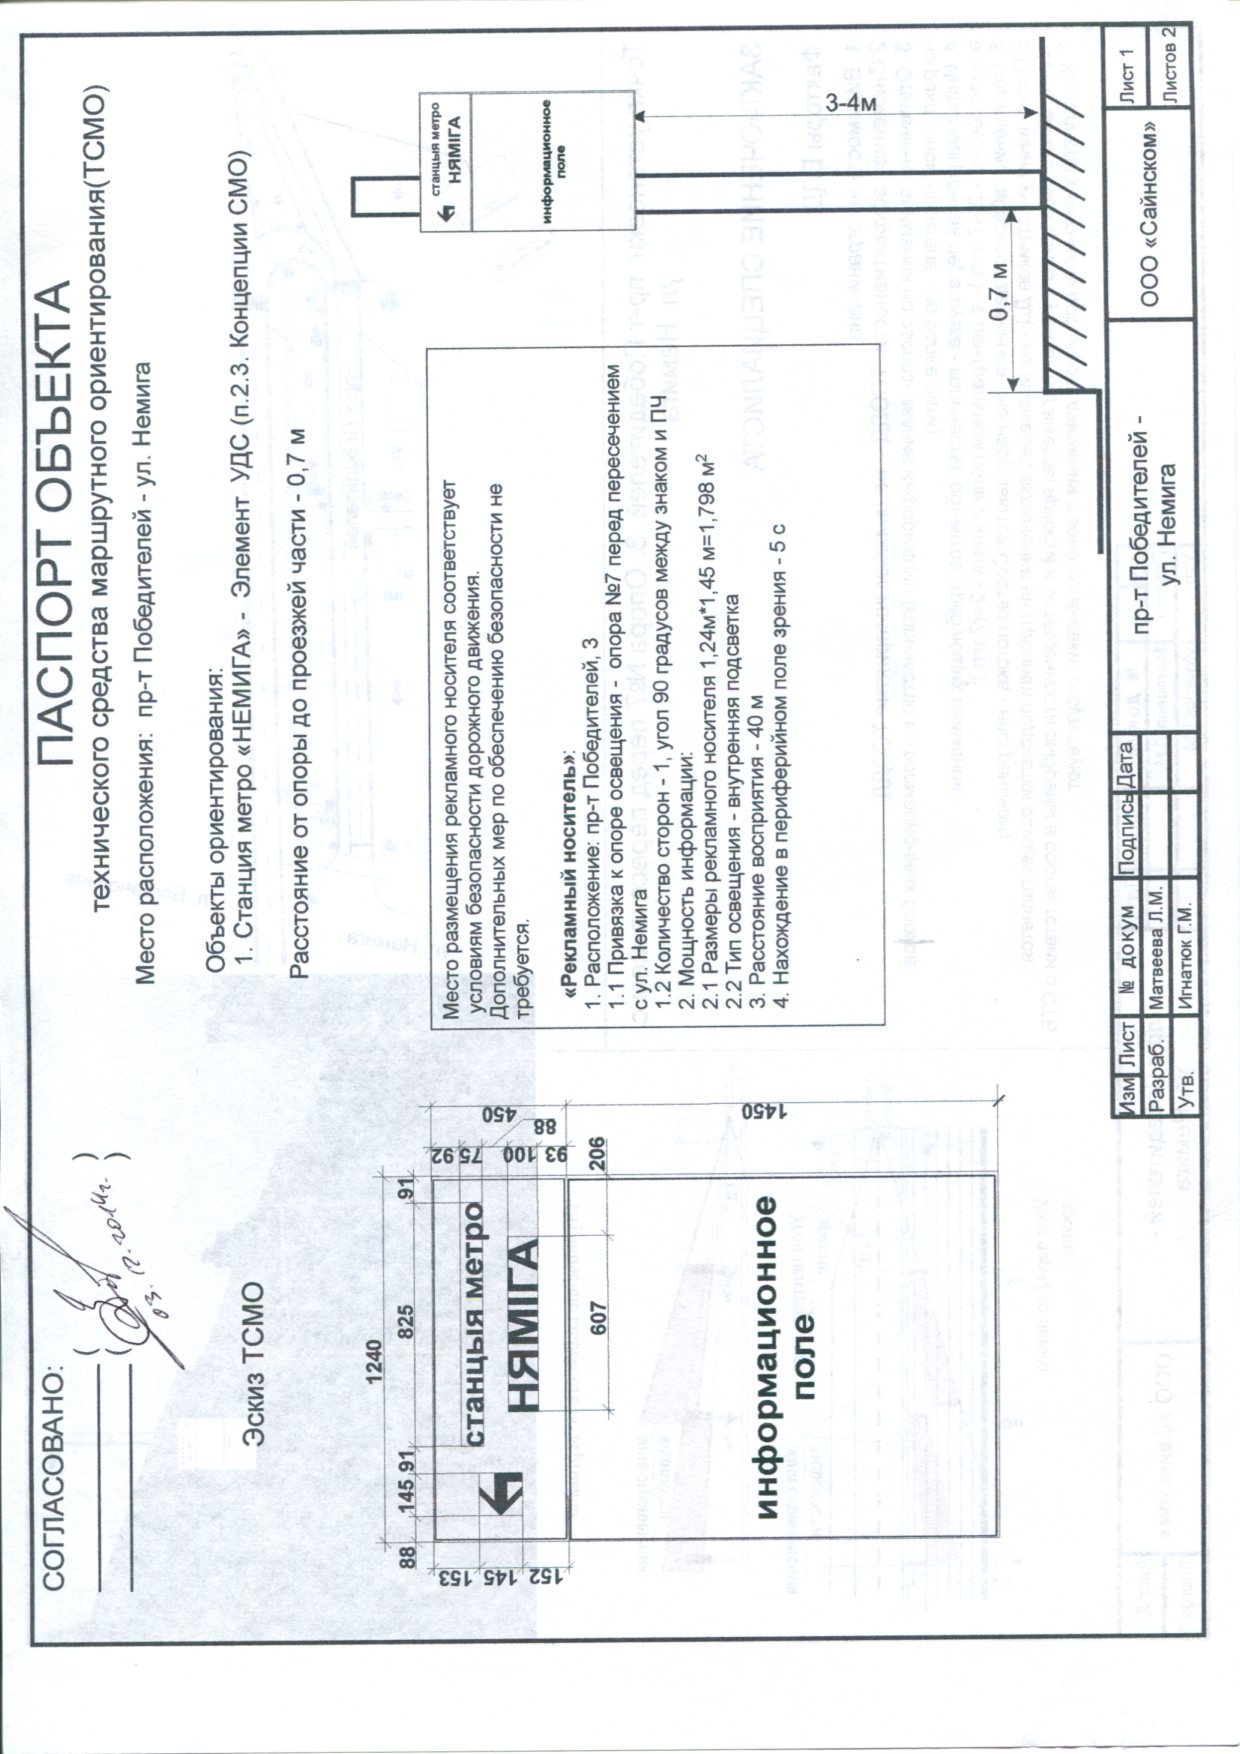 СОГЛАСОВАНО:
( )
( )
03.12.2014г.
ПАСПОРТ ОБЪЕКТА
технического средства маршрутного ориентирования(ТСМО)
Место расположения: пр-т Победителей - ул. Немига
Объекты ориентирования:
1. Станция метро «НЕМИГА» - Элемент УДС (п.2.3. Концепции СМО)
Расстояние от опоры до проезжей части - 0,7 м
Эскиз ТСМО
1240
88
145
91
825
91
153
145
152
92
75
100
88
93
450
1450
станцыя метро
НЯМІГА
607
206
информационное
поле
Место размещения рекламного носителя соответствует
условиям безопасности дорожного движения.
Дополнительных мер по обеспечению безопасности не
требуется.
«Рекламный носитель»:
1. Расположение: пр-т Победителей, 3
1.1 Привязка к опоре освещения - опора №7 перед пересечением
с ул. Немига
1.2 Количество сторон - 1, угол 90 градусов между знаком и ПЧ
2. Мощность информации:
2.1 Размеры рекламного носителя 1,24м*1,45 м=1,798 м²
2.2 Тип освещения - внутренняя подсветка
3. Расстояние восприятия - 40 м
4. Нахождение в периферийном поле зрения - 5 с
станцыя метро
НЯМІГА
информационное
поле
3-4м
0,7 м
Изм Лист № докум Подпись Дата
Разраб. Матвеева Л.М.
Утв. Игнатюк Г.М.
пр-т Победителей -
ул. Немига
ООО «Сайнском»
Лист 1
Листов 2